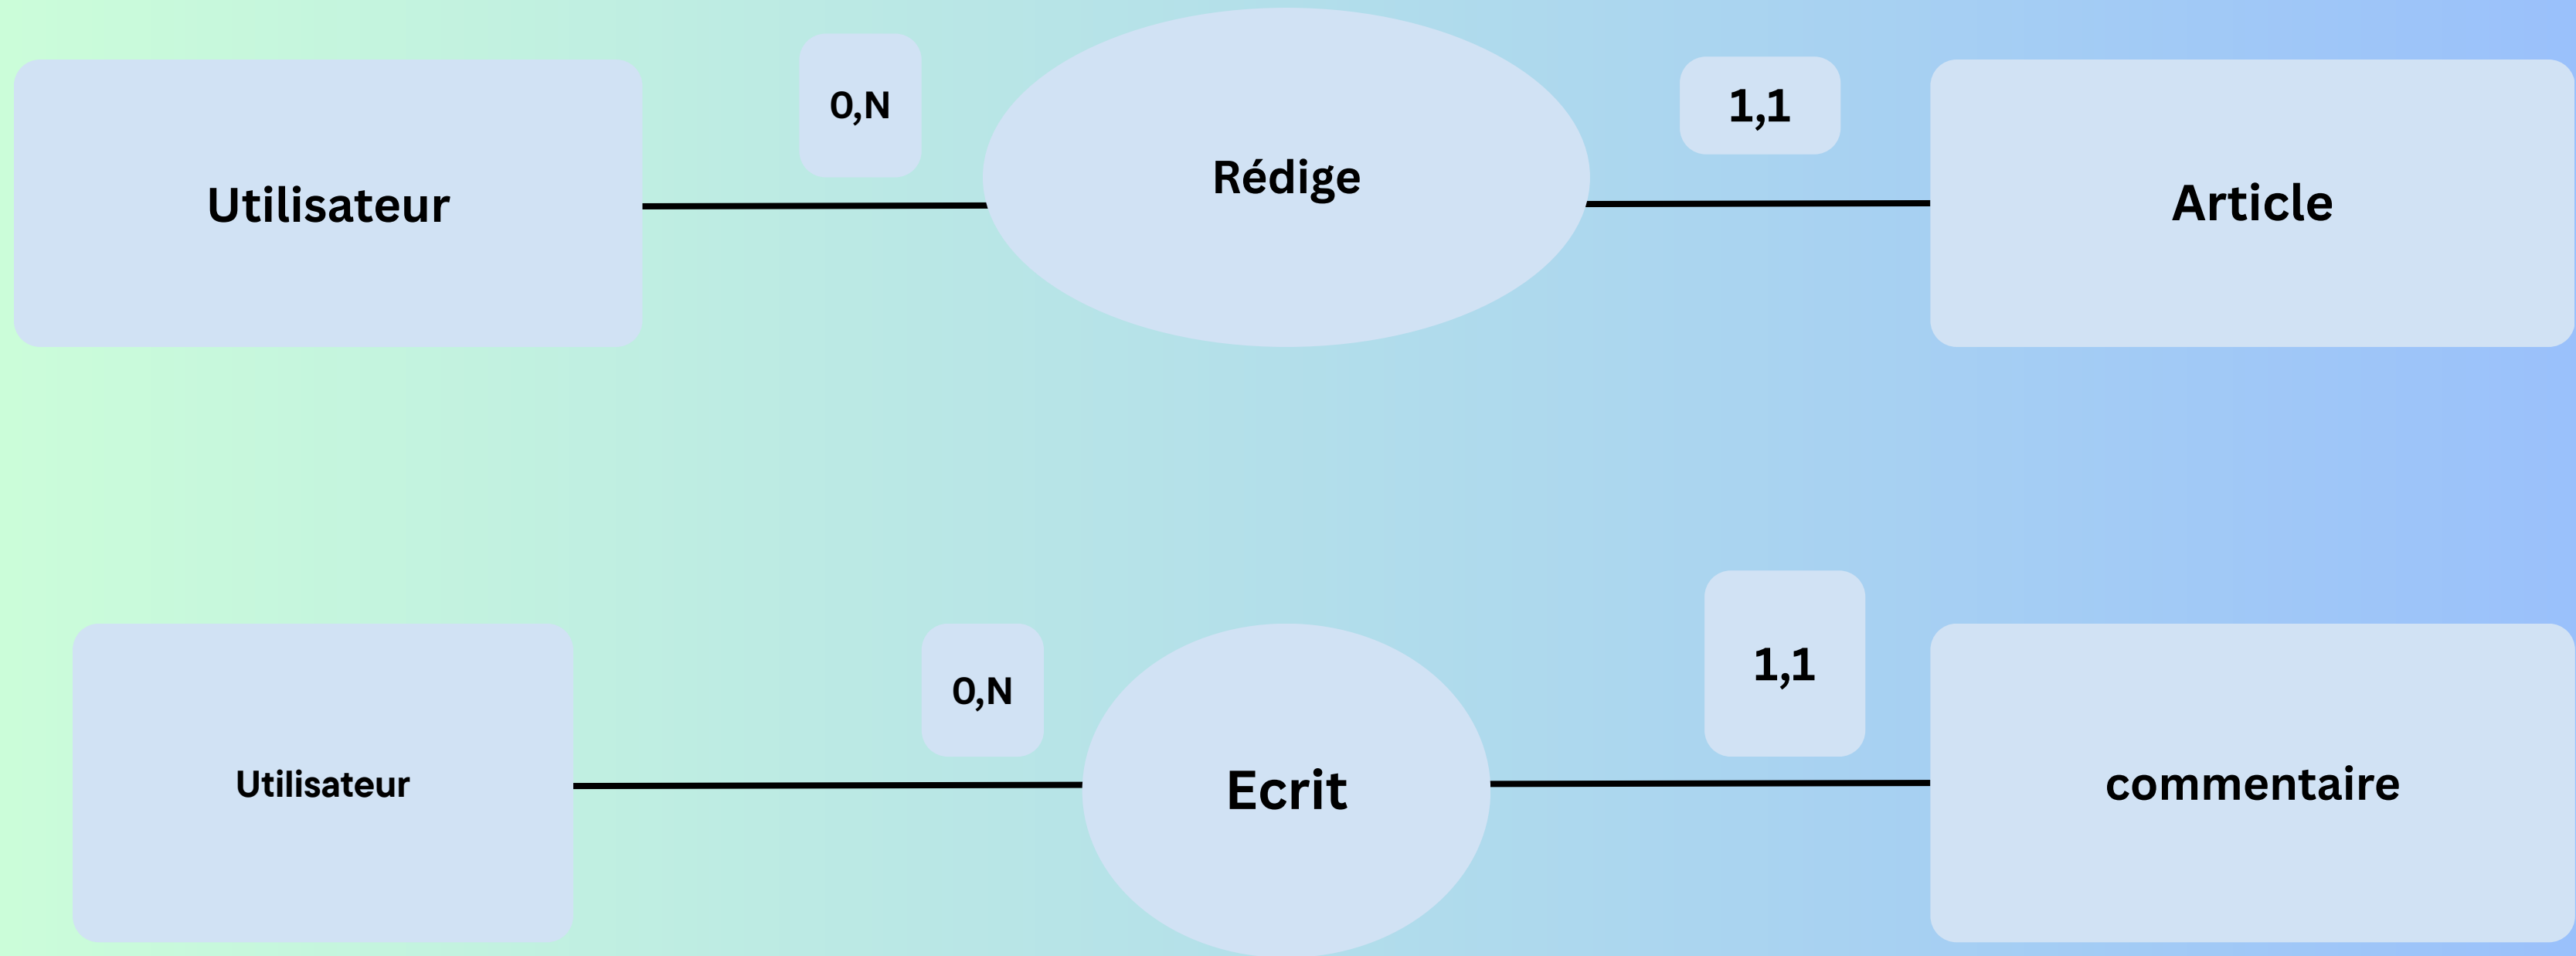 Utilisateur
0,N
Rédige
1,1
Article
Utilisateur
0,N
Ecrit
1,1
commentaire